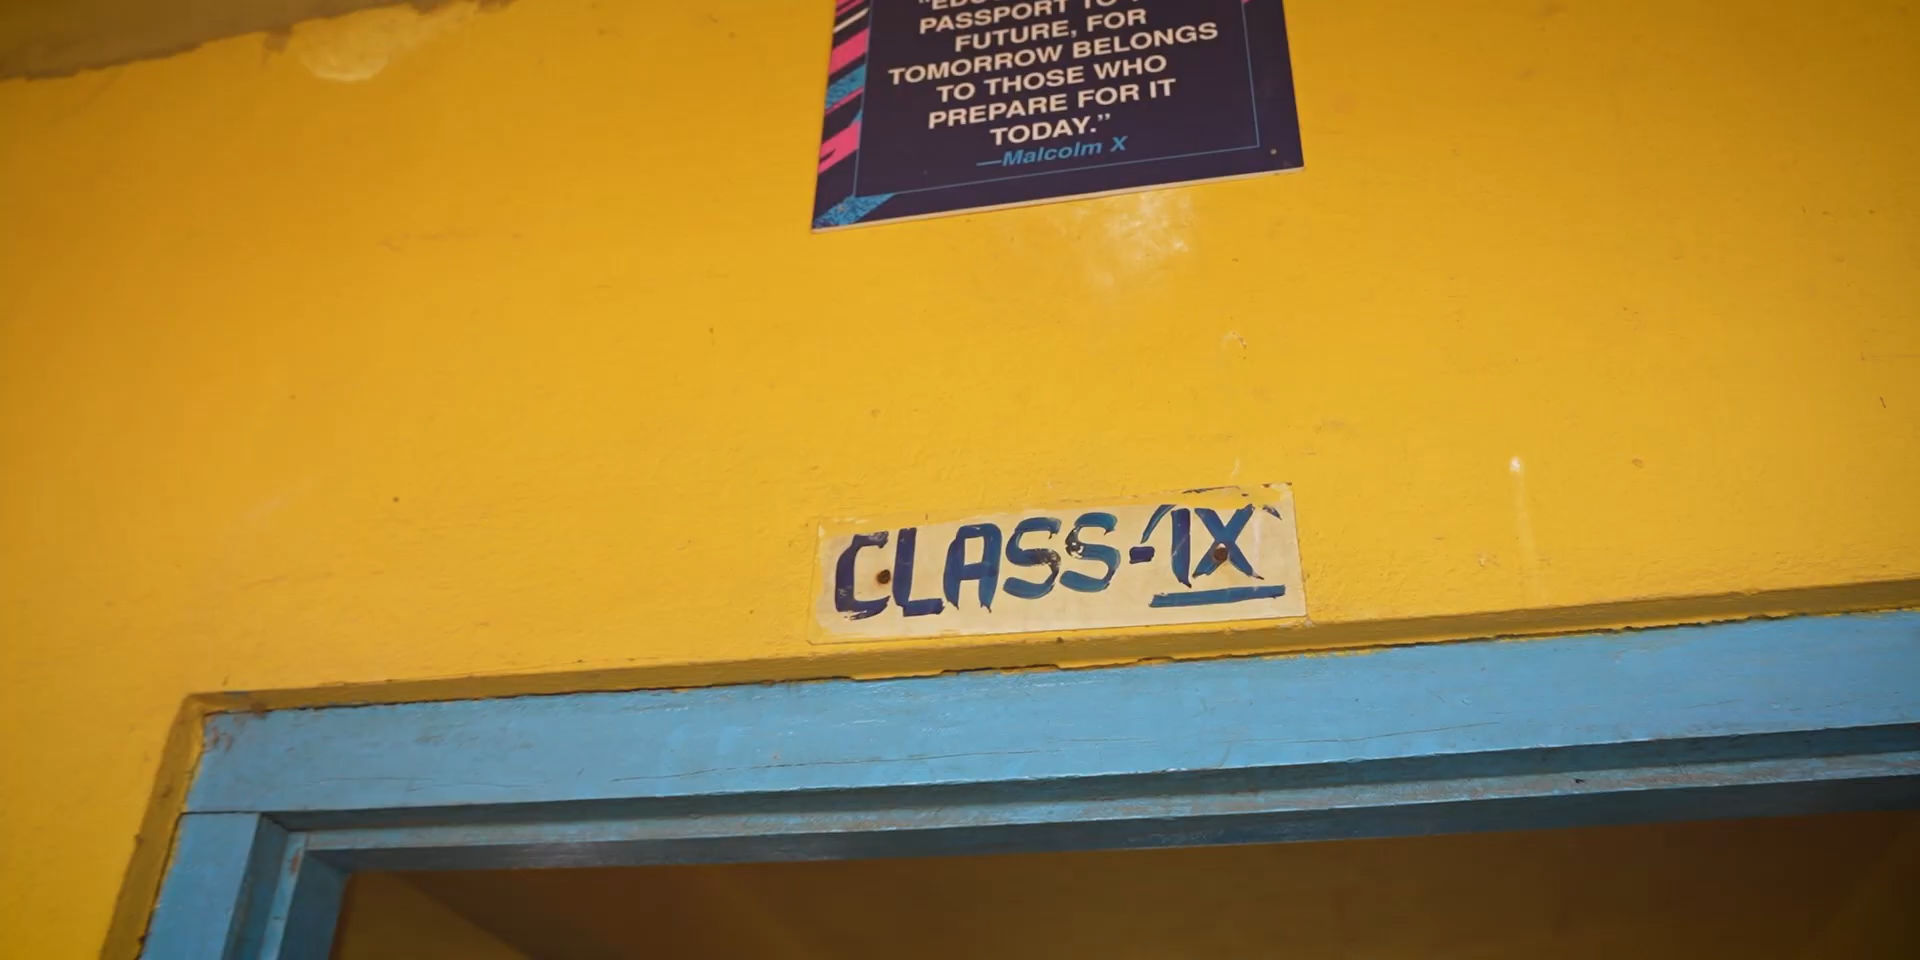 PASSPORT TO
FUTURE, FOR
TOMORROW BELONGS
TO THOSE WHO
PREPARE FOR IT
TODAY.”
—Malcolm X
CLASS-IX